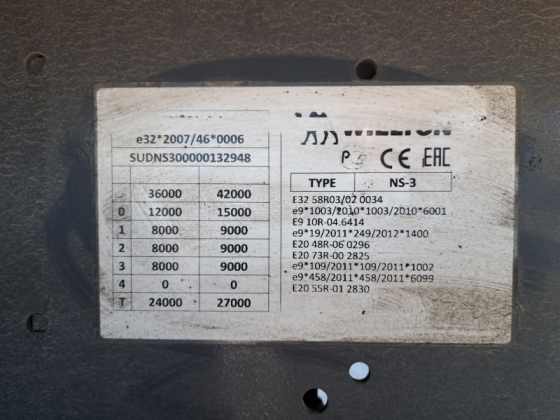 e32*2007/46*0006
SUDNS300000132948
- 36000 42000
0 12000 15000
1 8000 9000
2 8000 9000
3 8000 9000
4 0 0
T 24000 27000
WIELTON
CE EAC
TYPE NS-3
E32 58R03/02 0034
e9*1003/2010*1003/2010*6001
E9 10R-04.6414
e9*19/2011*249/2012*1400
E20 48R-06 0296
E20 73R-00 2825
e9*109/2011*109/2011*1002
e9*458/2011*458/2011*6099
E20 55R-01 2830